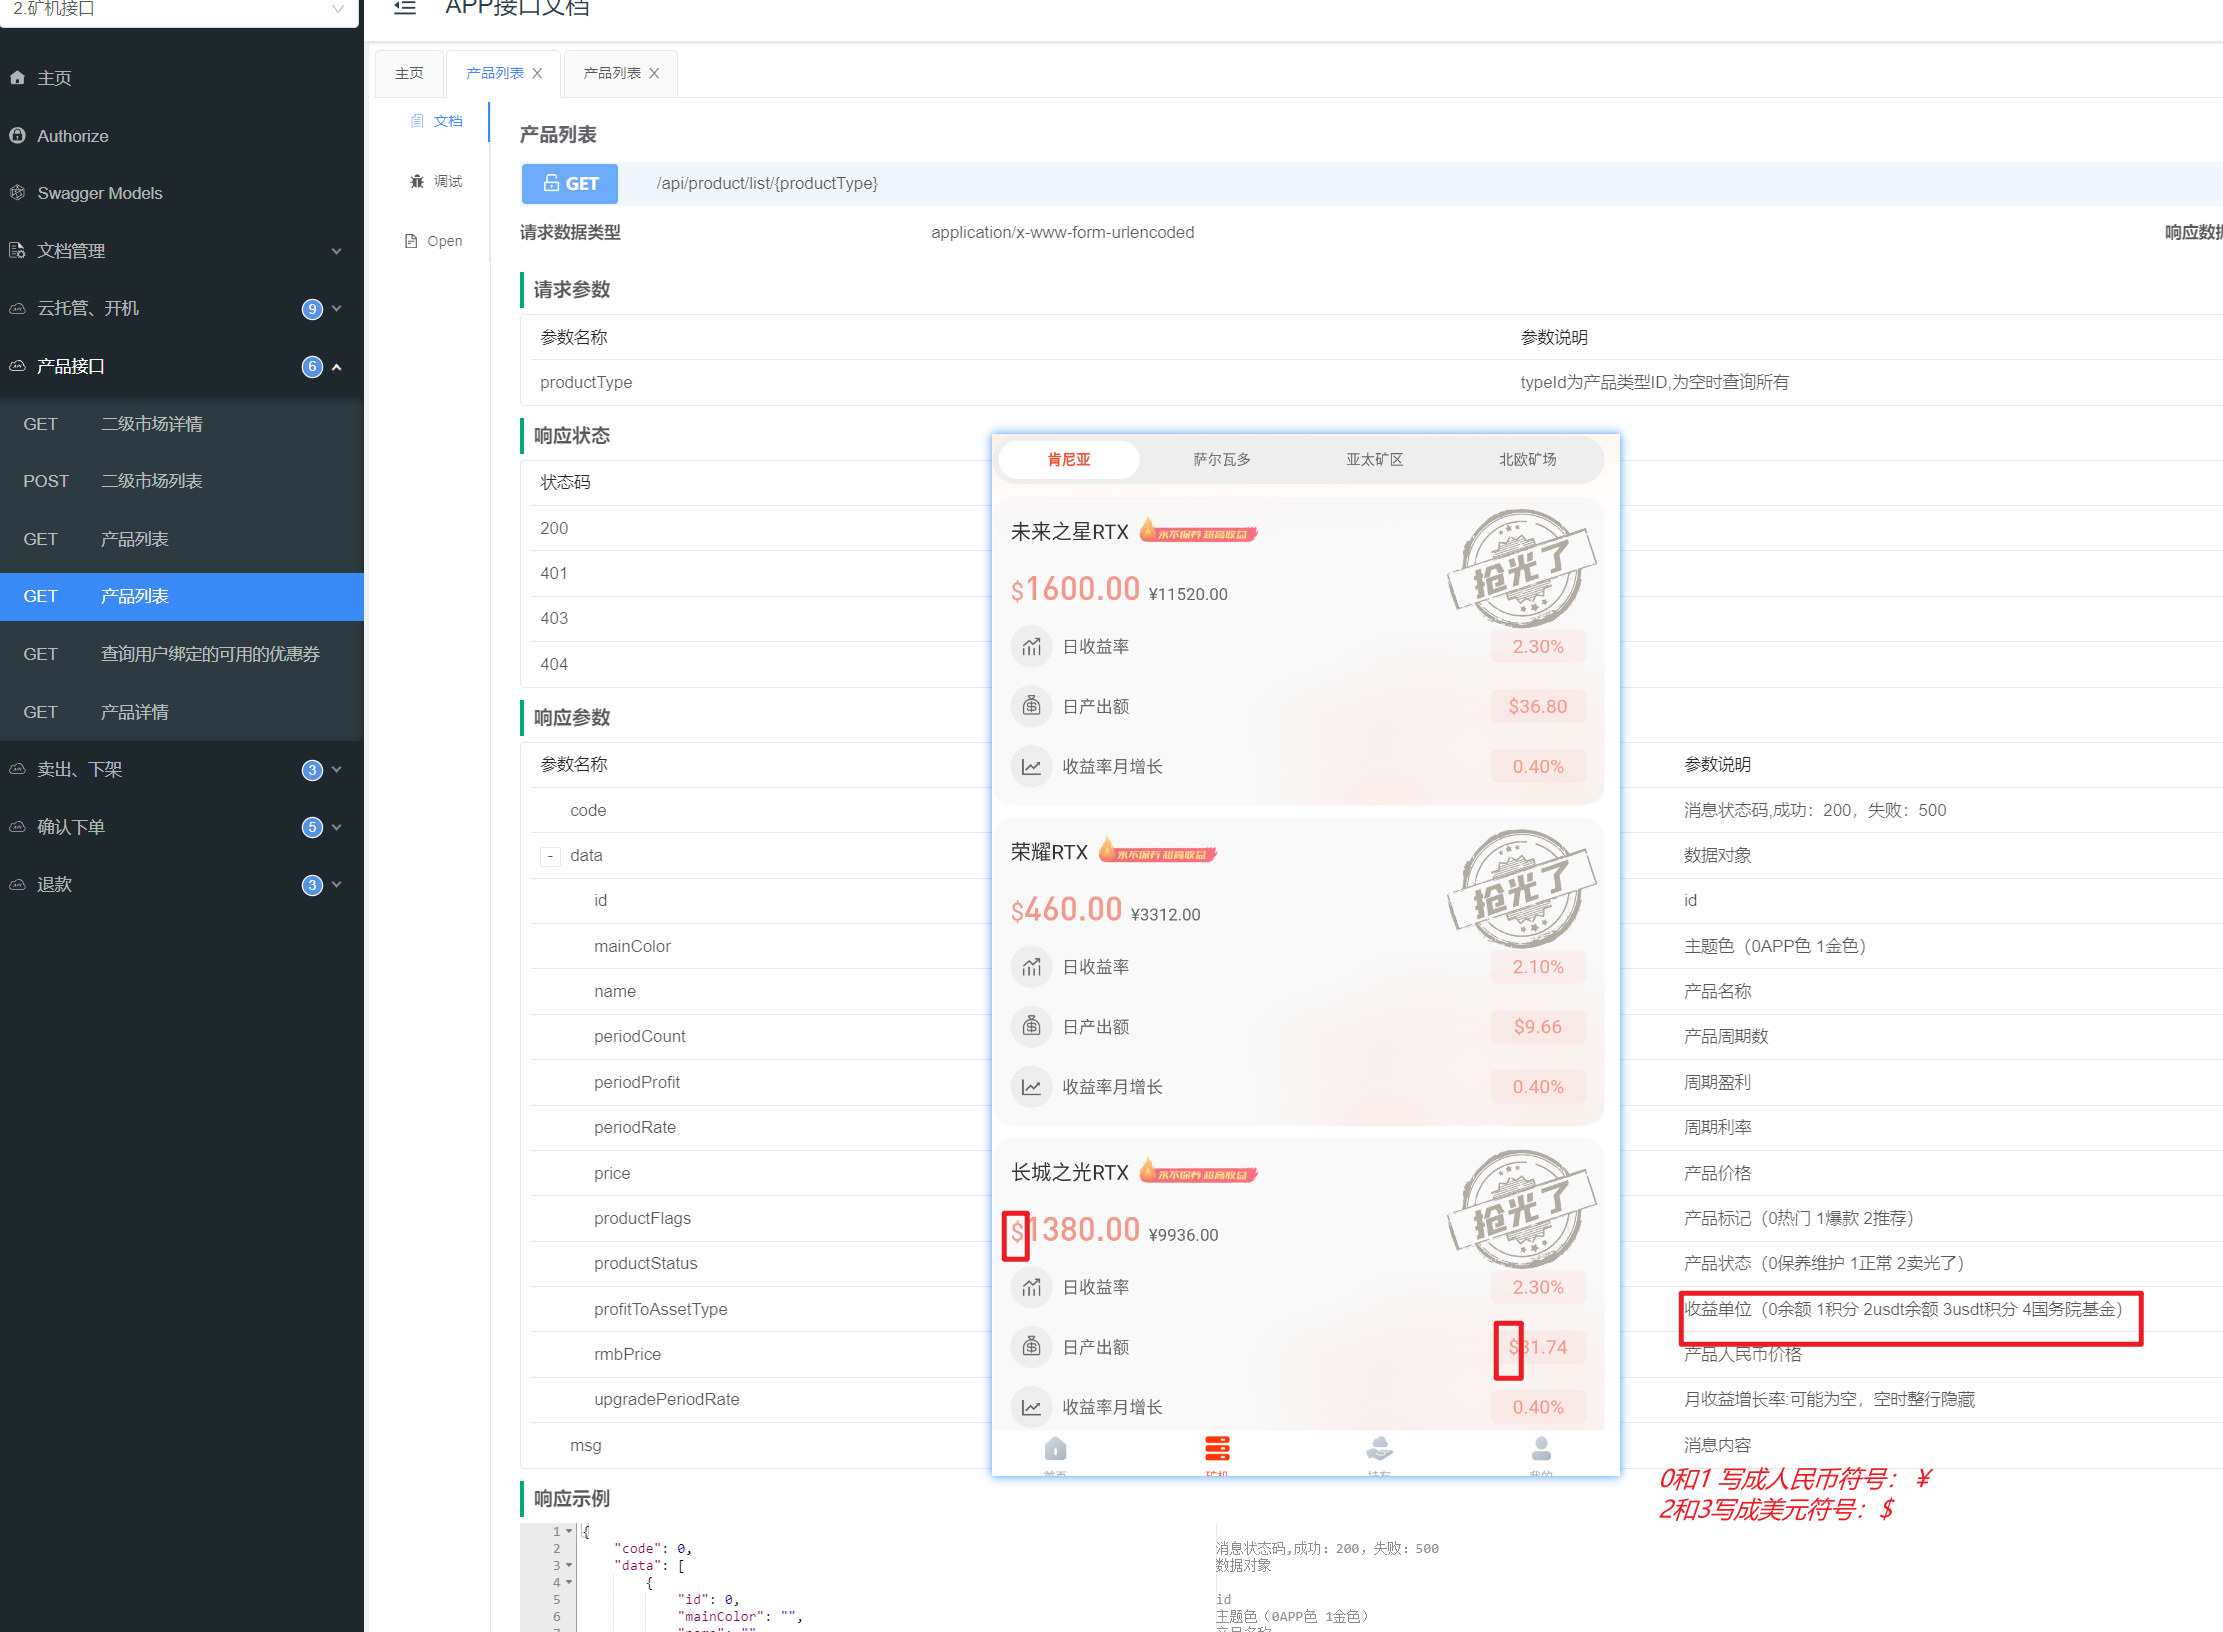 2.矿机接口
APP接口文档
主页
Authorize
Swagger Models
文档管理
云托管、开机 9
产品接口 6
GET 二级市场详情
POST 二级市场列表
GET 产品列表
GET 产品列表
GET 查询用户绑定的可用的优惠券
GET 产品详情
卖出、下架 3
确认下单 5
退款 3
主页 产品列表 产品列表
文档
调试
Open
产品列表
GET /api/product/list/{productType}
请求数据类型 application/x-www-form-urlencoded 响应数据
请求参数
参数名称 参数说明
productType typeId为产品类型ID,为空时查询所有
响应状态
状态码
200
401
403
404
响应参数
参数名称 参数说明
code 消息状态码,成功：200，失败：500
- data 数据对象
id id
mainColor 主题色（0APP色 1金色）
name 产品名称
periodCount 产品周期数
periodProfit 周期盈利
periodRate 周期利率
price 产品价格
productFlags 产品标记（0热门 1爆款 2推荐）
productStatus 产品状态（0保养维护 1正常 2卖光了）
profitToAssetType 收益单位（0余额 1积分 2usdt余额 3usdt积分 4国务院基金）
rmbPrice 产品人民币价格
upgradePeriodRate 月收益增长率:可能为空，空时整行隐藏
msg 消息内容
肯尼亚 萨尔瓦多 亚太矿区 北欧矿场
未来之星RTX 永不保养 超高收益
抢光了
$1600.00 ¥11520.00
日收益率 2.30%
日产出额 $36.80
收益率月增长 0.40%
荣耀RTX 永不保养 超高收益
抢光了
$460.00 ¥3312.00
日收益率 2.10%
日产出额 $9.66
收益率月增长 0.40%
长城之光RTX 永不保养 超高收益
抢光了
$1380.00 ¥9936.00
日收益率 2.30%
日产出额 $31.74
收益率月增长 0.40%
首页 矿机 持有 我的
0和1 写成人民币符号：￥
2和3写成美元符号：$
响应示例
1 {
2 "code": 0, 消息状态码,成功：200，失败：500
3 "data": [ 数据对象
4 {
5 "id": 0, id
6 "mainColor": "", 主题色（0APP色 1金色）
7 "name": "" 产品名称